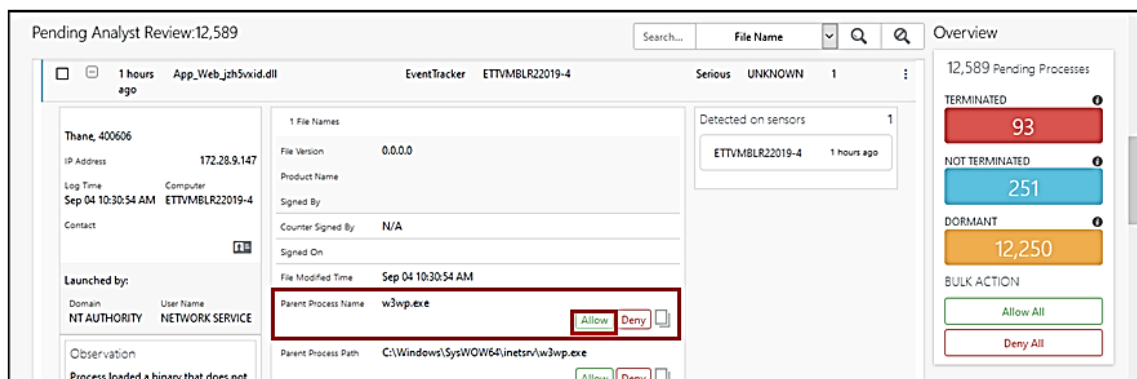 Pending Analyst Review:12,589
Search...
File Name
Overview
1 hours ago
App_Web_jzh5vxid.dll
EventTracker
ETTVMBLR22019-4
Serious
UNKNOWN
1
Thane, 400606
IP Address 172.28.9.147
Log Time Computer
Sep 04 10:30:54 AM ETTVMBLR22019-4
Contact
Launched by:
Domain User Name
NT AUTHORITY NETWORK SERVICE
Observation
Process loaded a binary that does not
1 File Names
File Version 0.0.0.0
Product Name
Signed By
Counter Signed By N/A
Signed On
File Modified Time Sep 04 10:30:54 AM
Parent Process Name w3wp.exe
Allow Deny
Parent Process Path C:\Windows\SysWOW64\inetsrv\w3wp.exe
Allow Deny
Detected on sensors 1
ETTVMBLR22019-4 1 hours ago
12,589 Pending Processes
TERMINATED
93
NOT TERMINATED
251
DORMANT
12,250
BULK ACTION
Allow All
Deny All